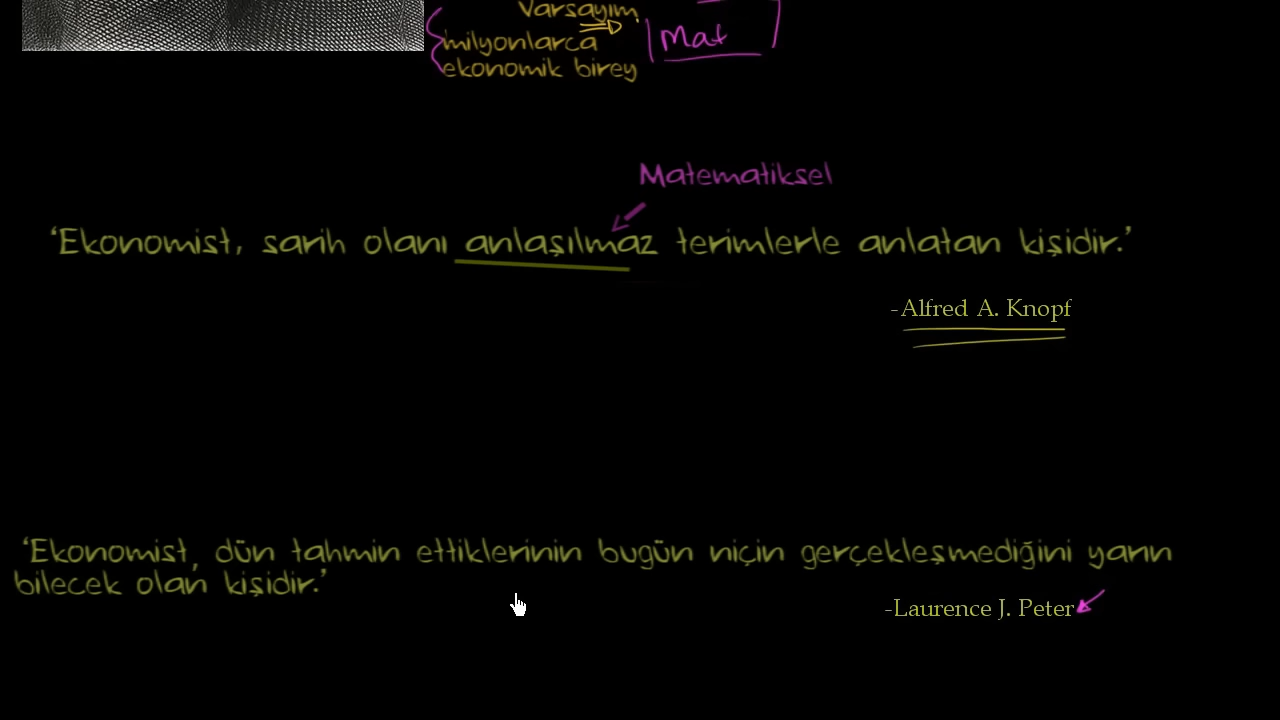 Varsayım
milyonlarca
ekonomik birey
Mat
Matematiksel
‘Ekonomist, sarih olanı anlaşılmaz terimlerle anlatan kişidir.’
-Alfred A. Knopf
‘Ekonomist, dün tahmin ettiklerinin bugün niçin gerçekleşmediğini yarın
bilecek olan kişidir.’
-Laurence J. Peter